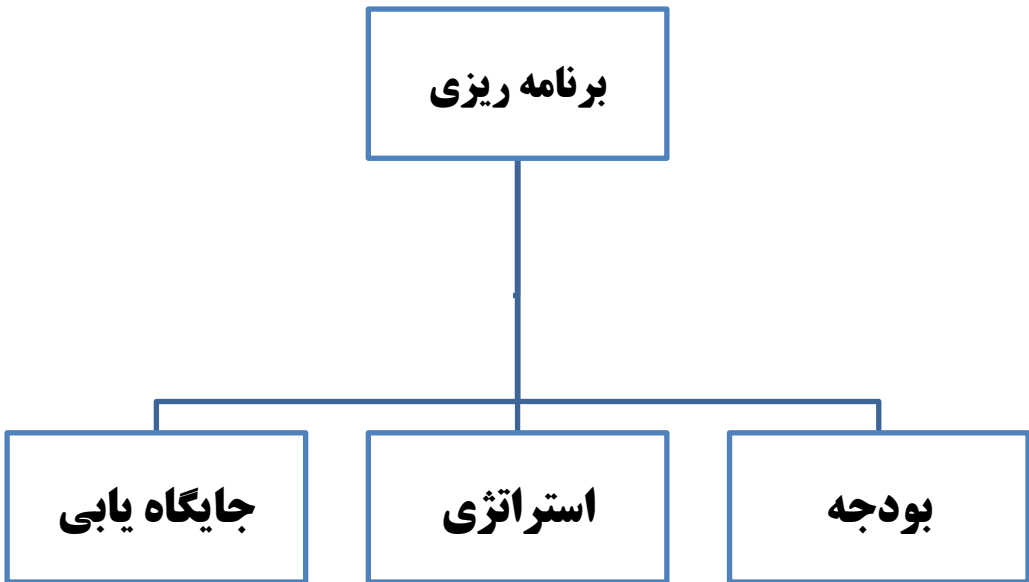 برنامه ریزی
بودجه
استراتژی
جایگاه یابی